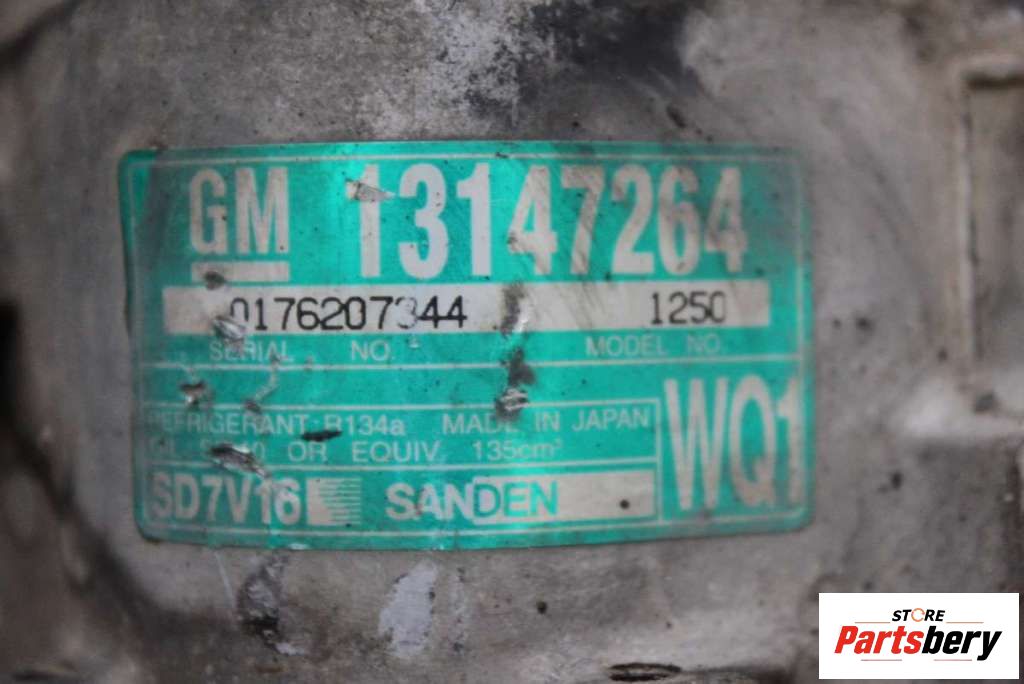 GM 13147264
0176207344 1250
SERIAL NO. MODEL NO.
REFRIGERANT: R134a MADE IN JAPAN
OR EQUIV. 135cm³
WQ1
SD7V16 SANDEN
STORE
Partsbery